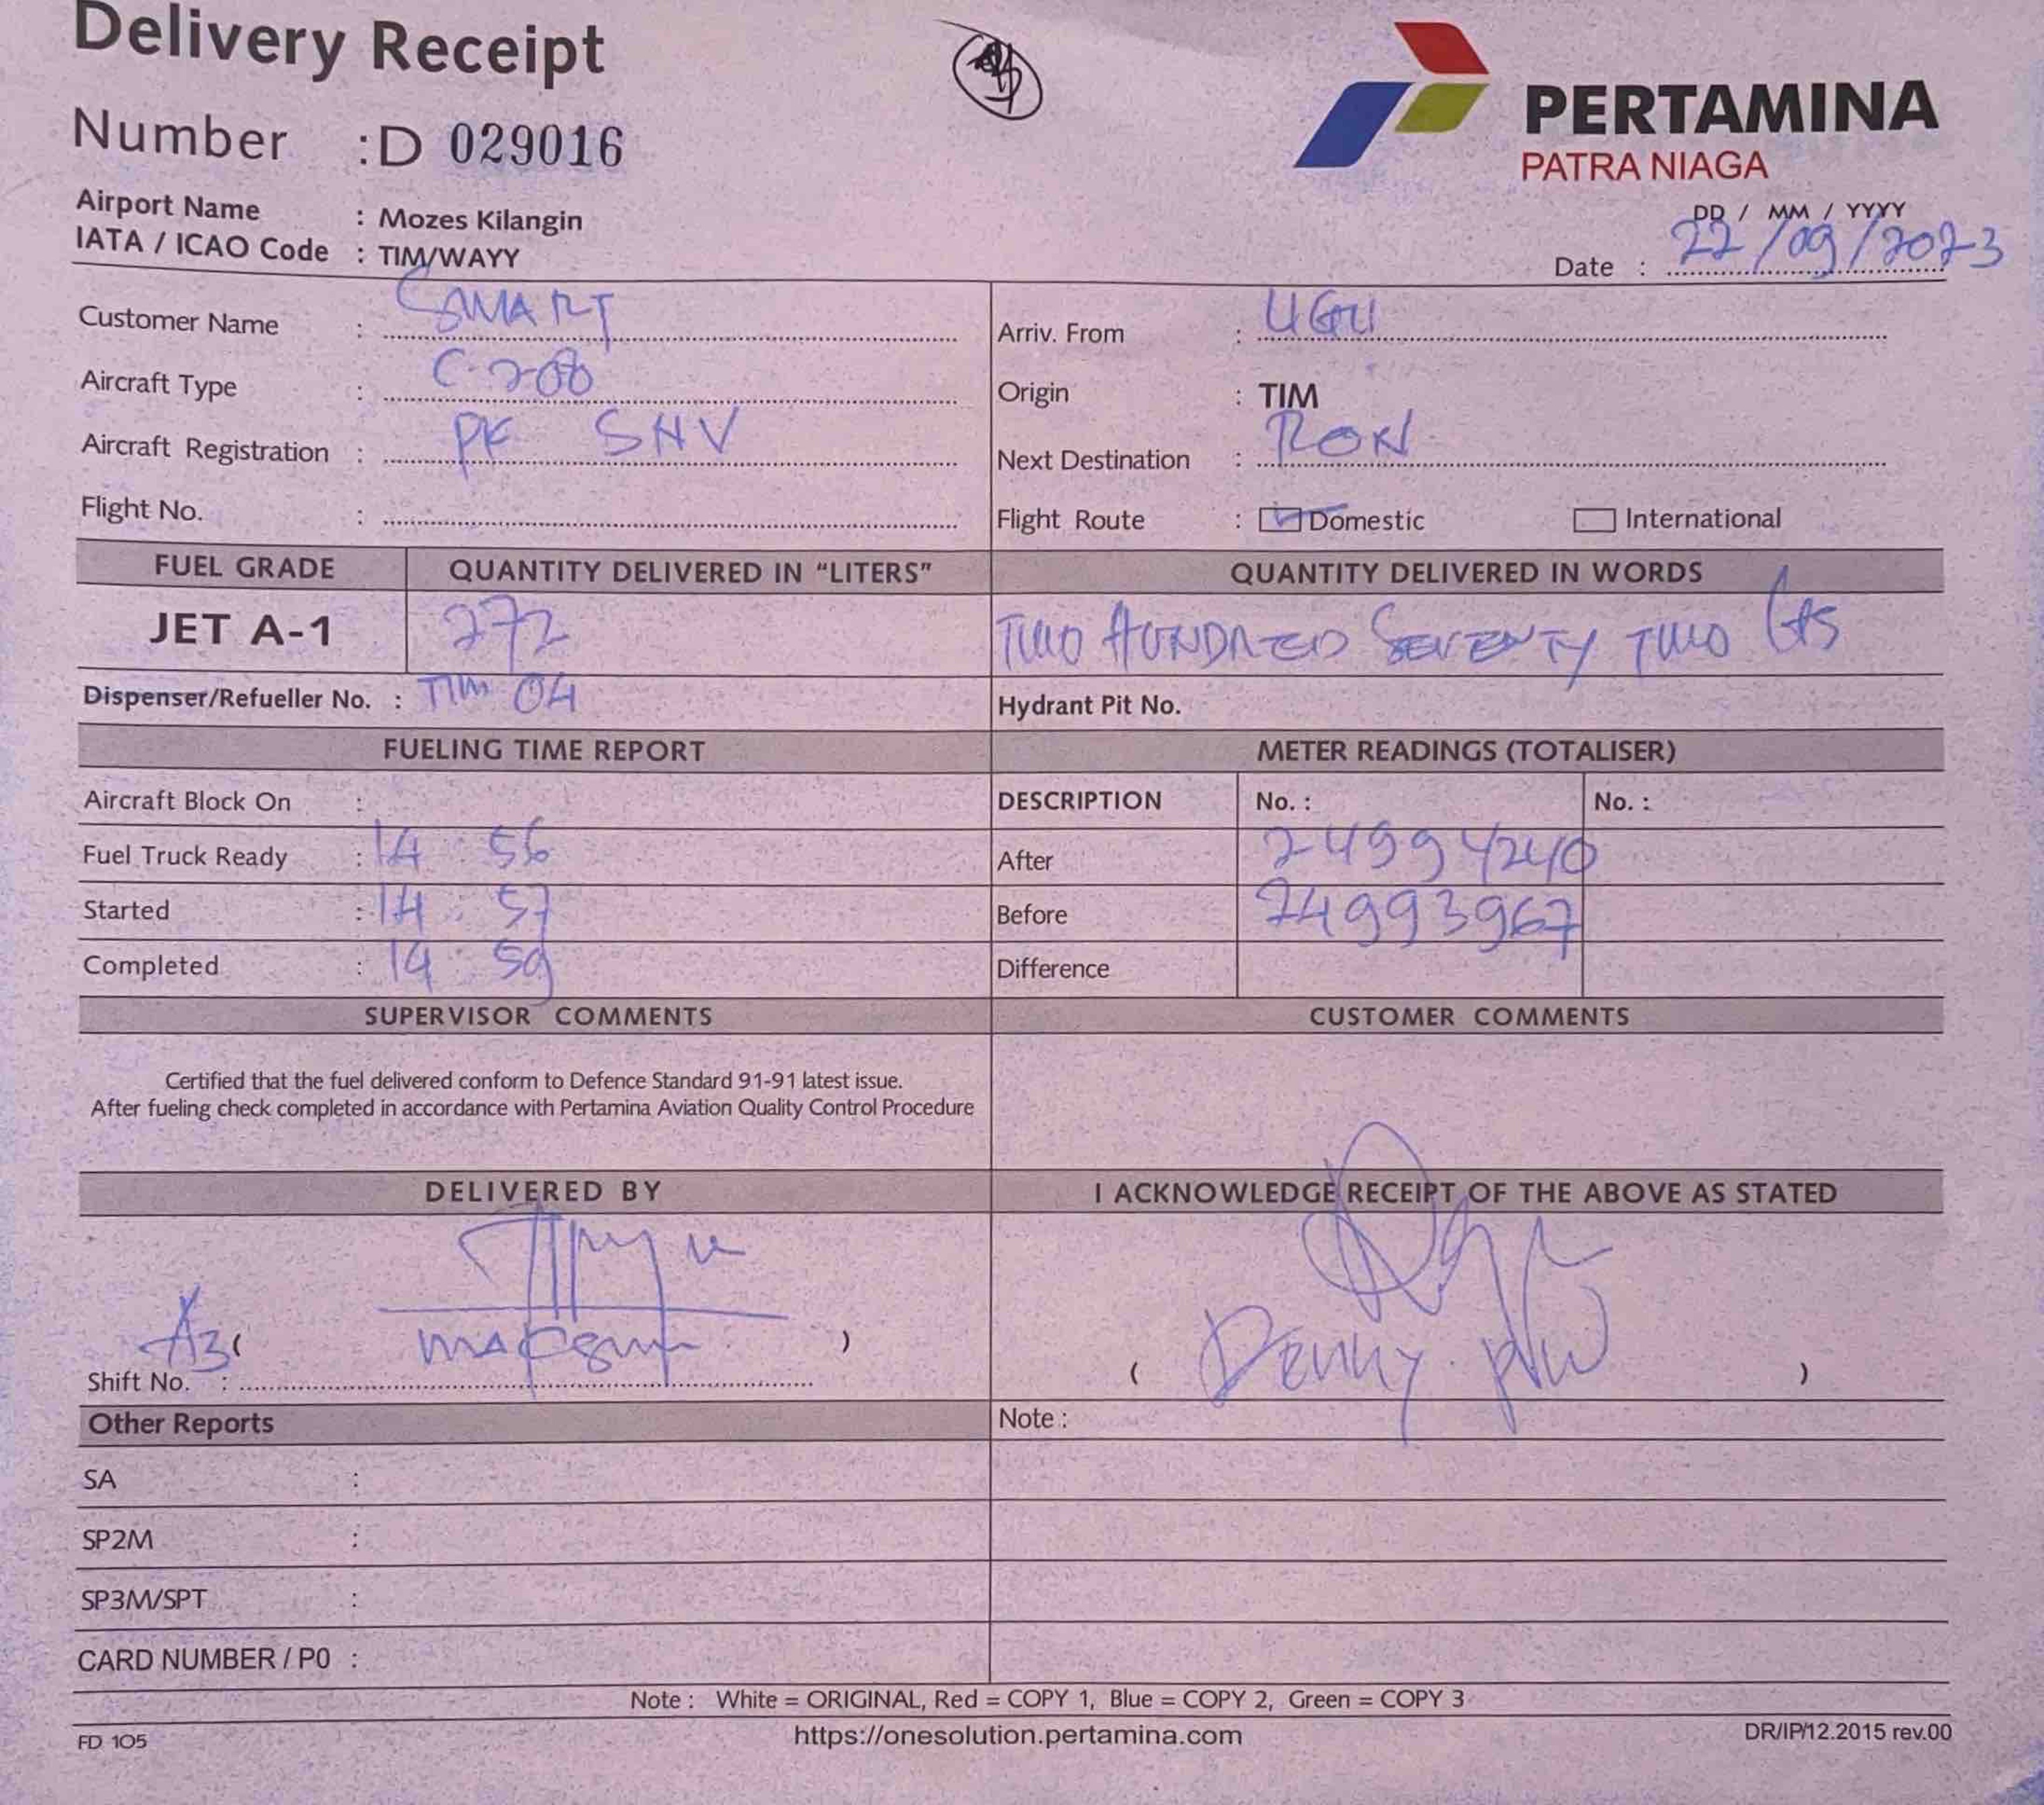 Delivery Receipt
Number :D 029016
PERTAMINA
PATRA NIAGA
Airport Name : Mozes Kilangin
IATA / ICAO Code : TIM/WAYY
DD / MM / YYYY
Date : 22/09/2023
Customer Name : SMART
Arriv. From : UGU
Aircraft Type : C-208
Origin : TIM
Aircraft Registration : PK SNV
Next Destination : RON
Flight No. :
Flight Route : Domestic International
FUEL GRADE QUANTITY DELIVERED IN “LITERS” QUANTITY DELIVERED IN WORDS
JET A-1 272 TWO HUNDRED SEVENTY TWO
Dispenser/Refueller No. : TIM 04 Hydrant Pit No.
FUELING TIME REPORT METER READINGS (TOTALISER)
Aircraft Block On : DESCRIPTION No. : No. :
Fuel Truck Ready : 14 : 56 After 24994240
Started : 14 : 57 Before 24993967
Completed : 14 : 59 Difference
SUPERVISOR COMMENTS CUSTOMER COMMENTS
Certified that the fuel delivered conform to Defence Standard 91-91 latest issue.
After fueling check completed in accordance with Pertamina Aviation Quality Control Procedure
DELIVERED BY I ACKNOWLEDGE RECEIPT OF THE ABOVE AS STATED
A3 ( )
Shift No. :
( Denny )
Other Reports Note :
SA :
SP2M :
SP3M/SPT :
CARD NUMBER / P0 :
Note : White = ORIGINAL, Red = COPY 1, Blue = COPY 2, Green = COPY 3
FD 105 https://onesolution.pertamina.com DR/IP/12.2015 rev.00